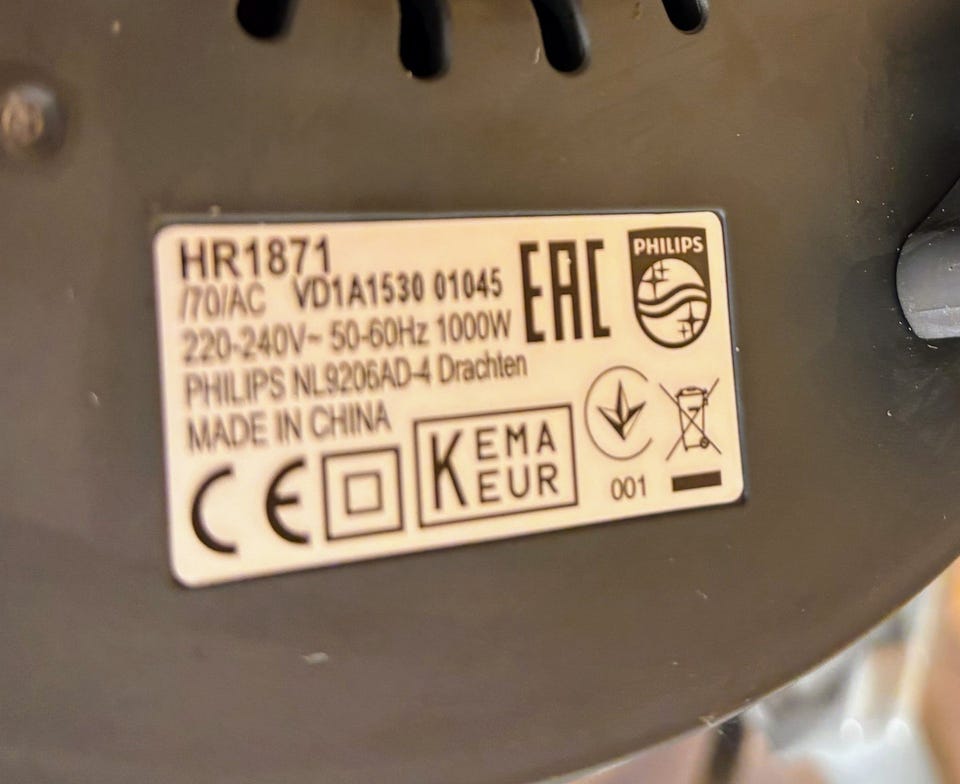 HR1871
/70/AC VD1A1530 01045
220-240V~ 50-60Hz 1000W
PHILIPS NL9206AD-4 Drachten
MADE IN CHINA
EAC
PHILIPS
CE
KEMA
KEUR
001